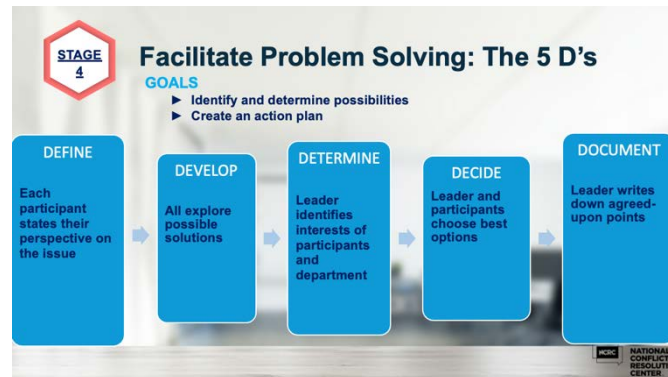 STAGE
4
Facilitate Problem Solving: The 5 D’s
GOALS
► Identify and determine possibilities
► Create an action plan
DEFINE
Each
participant
states their
perspective on
the issue
DEVELOP
All explore
possible
solutions
DETERMINE
Leader
identifies
interests of
participants
and
department
DECIDE
Leader and
participants
choose best
options
DOCUMENT
Leader writes
down agreed-
upon points
NCRC
NATIONAL
CONFLICT
RESOLUTI
CENTER